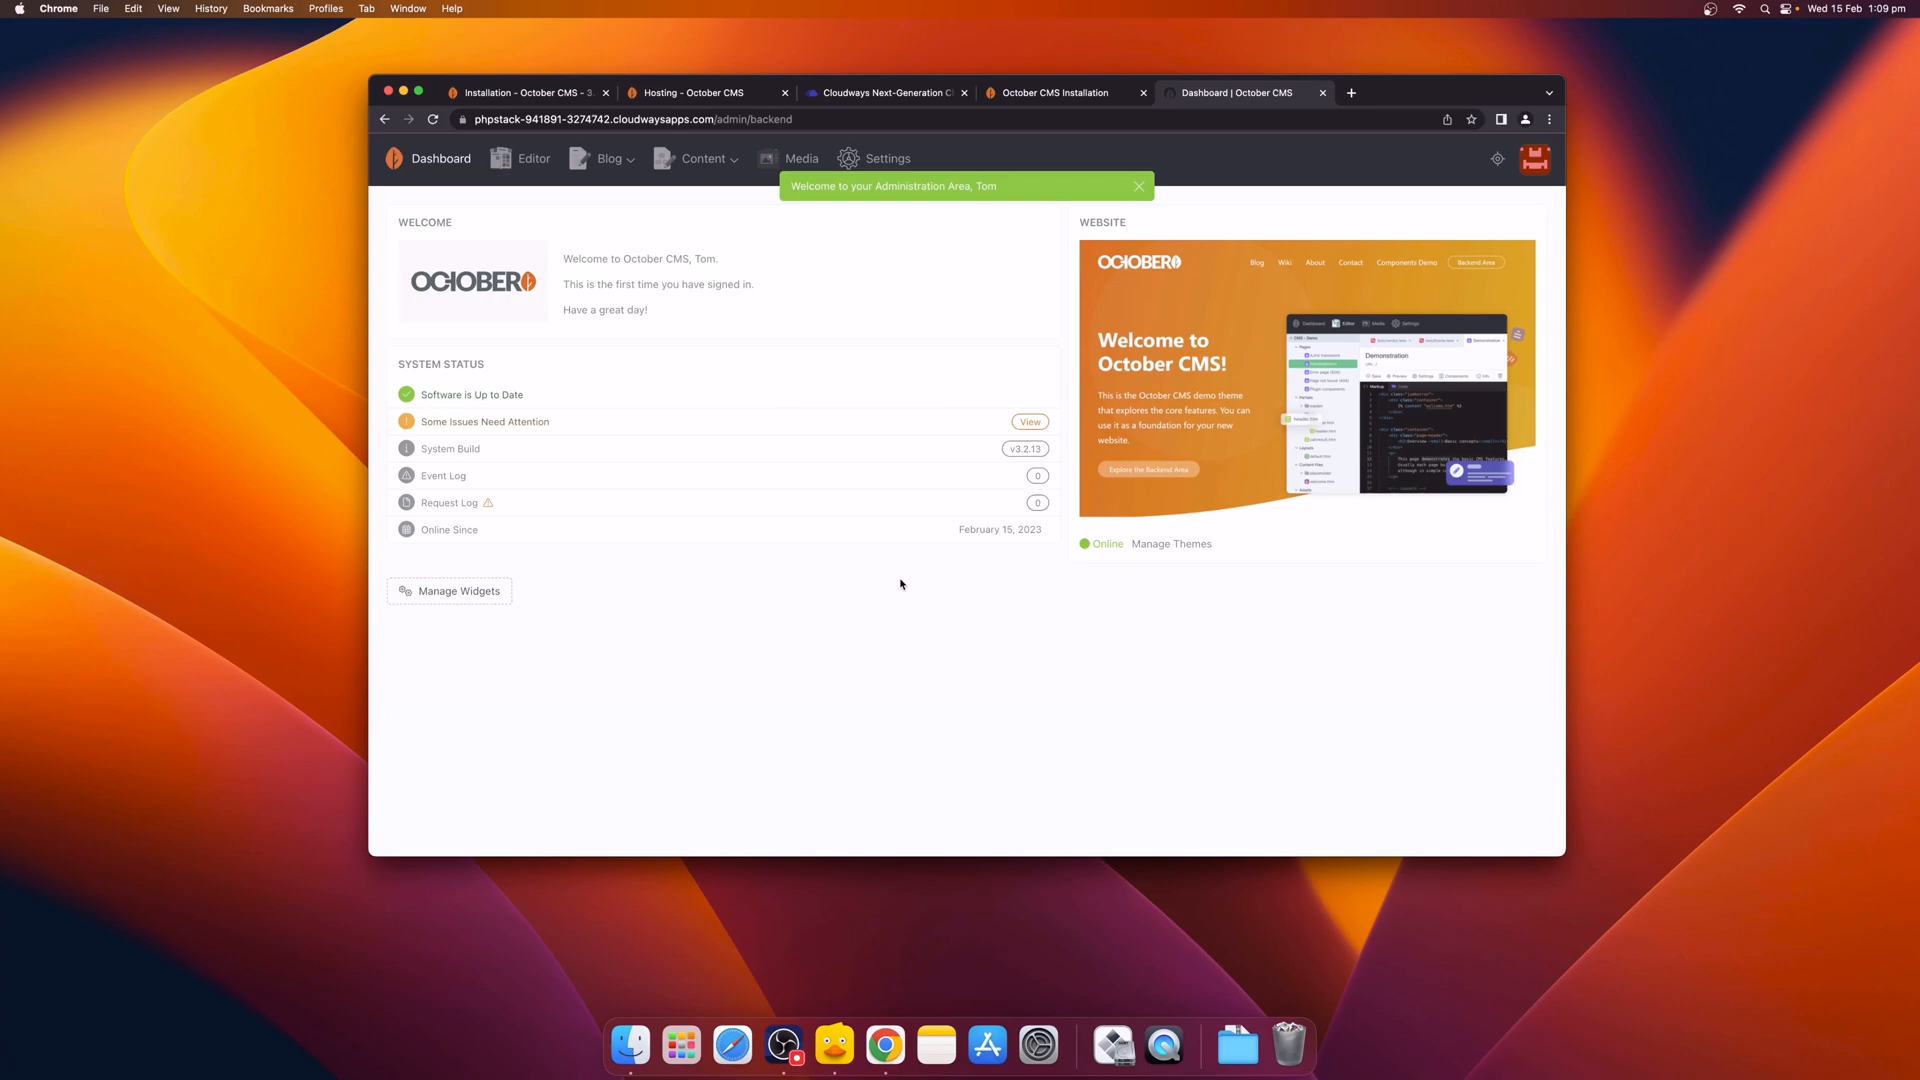 Chrome File Edit View History Bookmarks Profiles Tab Window Help
Wed 15 Feb 1:09 pm
Installation - October CMS - 3.
Hosting - October CMS
Cloudways Next-Generation C
October CMS Installation
Dashboard | October CMS
phpstack-941891-3274742.cloudwaysapps.com/admin/backend
Dashboard
Editor
Blog
Content
Media
Settings
Welcome to your Administration Area, Tom
WELCOME
OCTOBER
Welcome to October CMS, Tom.
This is the first time you have signed in.
Have a great day!
SYSTEM STATUS
Software is Up to Date
Some Issues Need Attention
View
System Build
v3.2.13
Event Log
0
Request Log
0
Online Since
February 15, 2023
Manage Widgets
WEBSITE
OCTOBER
Blog Wiki About Contact Components Demo Backend Area
Welcome to
October CMS!
This is the October CMS demo theme
that explores the core features. You can
use it as a foundation for your new
website.
Explore the Backend Area
Dashboard Editor Media Settings
Demonstration
Online Manage Themes